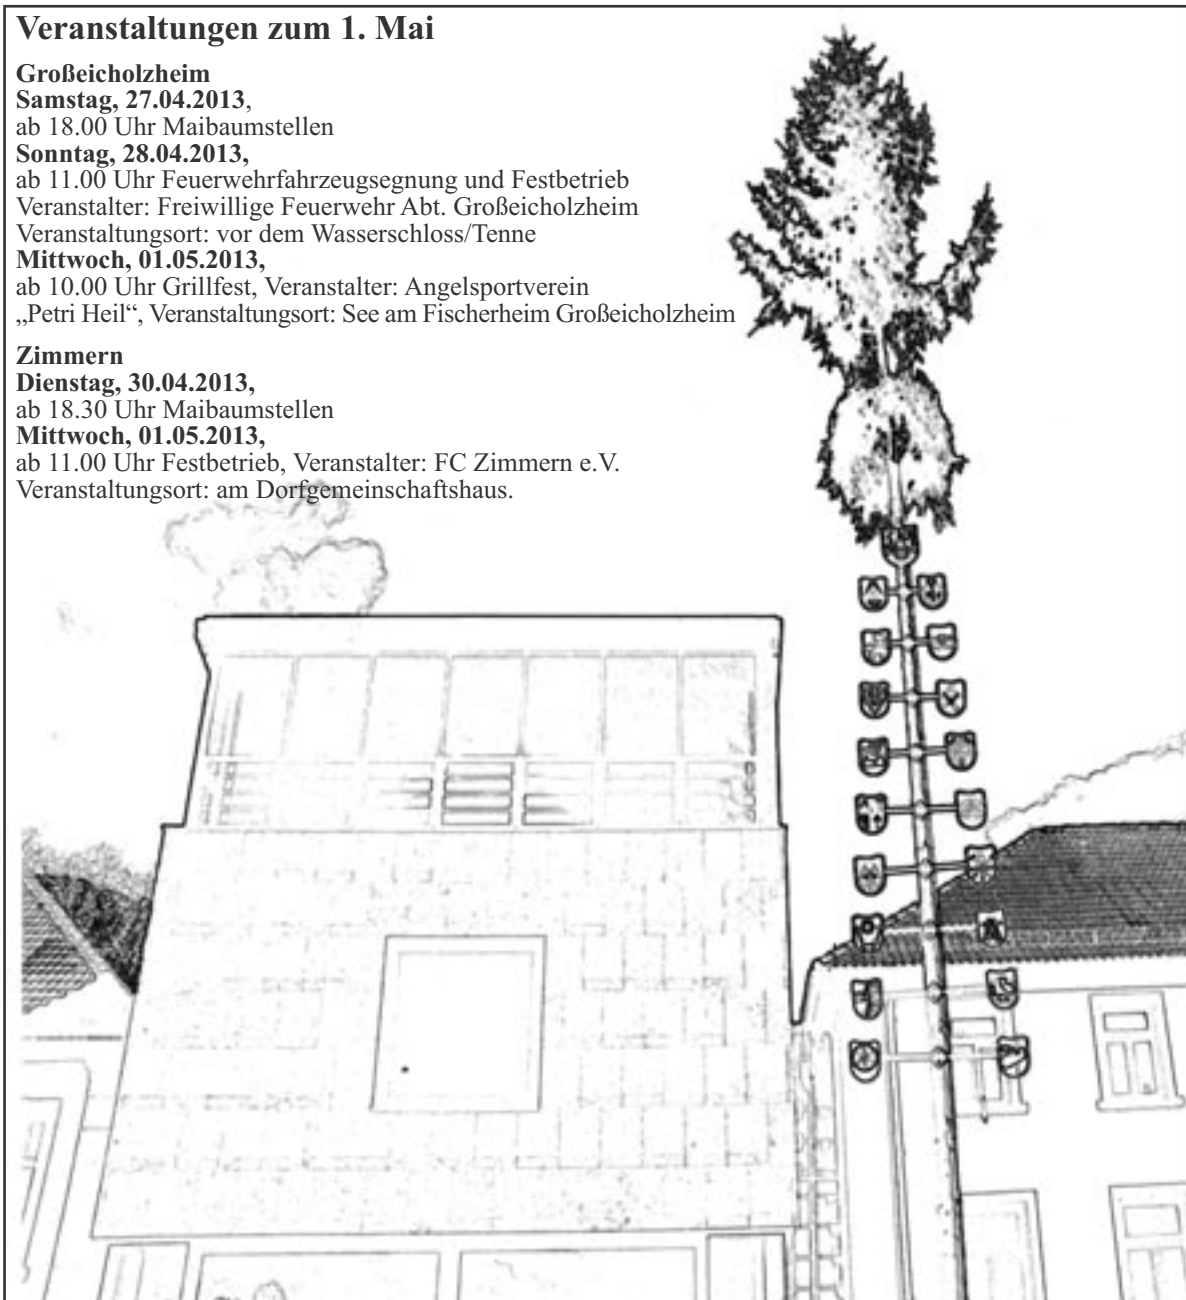 Veranstaltungen zum 1. Mai
Großeicholzheim
Samstag, 27.04.2013,
ab 18.00 Uhr Maibaumstellen
Sonntag, 28.04.2013,
ab 11.00 Uhr Feuerwehrfahrzeugsegnung und Festbetrieb
Veranstalter: Freiwillige Feuerwehr Abt. Großeicholzheim
Veranstaltungsort: vor dem Wasserschloss/Tenne
Mittwoch, 01.05.2013,
ab 10.00 Uhr Grillfest, Veranstalter: Angelsportverein
„Petri Heil“, Veranstaltungsort: See am Fischerheim Großeicholzheim
Zimmern
Dienstag, 30.04.2013,
ab 18.30 Uhr Maibaumstellen
Mittwoch, 01.05.2013,
ab 11.00 Uhr Festbetrieb, Veranstalter: FC Zimmern e.V.
Veranstaltungsort: am Dorfgemeinschaftshaus.